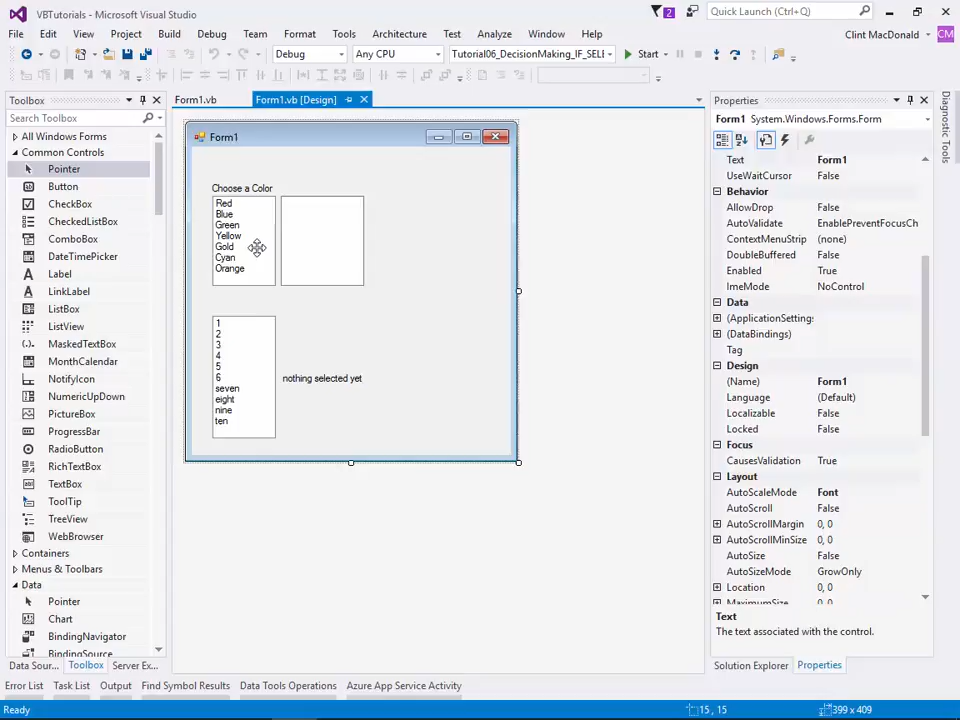 VBTutorials - Microsoft Visual Studio
2
Quick Launch (Ctrl+Q)
File Edit View Project Build Debug Team Format Tools Architecture Test Analyze Window Help
Clint MacDonald CM
Debug Any CPU Tutorial06_DecisionMaking_IF_SELI Start
Toolbox
Search Toolbox
All Windows Forms
Common Controls
Pointer
Button
CheckBox
CheckedListBox
ComboBox
DateTimePicker
Label
LinkLabel
ListBox
ListView
MaskedTextBox
MonthCalendar
NotifyIcon
NumericUpDown
PictureBox
ProgressBar
RadioButton
RichTextBox
TextBox
ToolTip
TreeView
WebBrowser
Containers
Menus & Toolbars
Data
Pointer
Chart
BindingNavigator
BindingSource
Data Sour... Toolbox Server Ex...
Form1.vb Form1.vb [Design]
Form1
Choose a Color
Red
Blue
Green
Yellow
Gold
Cyan
Orange
1
2
3
4
5
6
seven
eight
nine
ten
nothing selected yet
Properties
Form1 System.Windows.Forms.Form
Text Form1
UseWaitCursor False
Behavior
AllowDrop False
AutoValidate EnablePreventFocusCh
ContextMenuStrip (none)
DoubleBuffered False
Enabled True
ImeMode NoControl
Data
(ApplicationSettings
(DataBindings)
Tag
Design
(Name) Form1
Language (Default)
Localizable False
Locked False
Focus
CausesValidation True
Layout
AutoScaleMode Font
AutoScroll False
AutoScrollMargin 0, 0
AutoScrollMinSize 0, 0
AutoSize False
AutoSizeMode GrowOnly
Location 0, 0
MaximumSize 0, 0
Text
The text associated with the control.
Solution Explorer Properties
Diagnostic Tools
Error List Task List Output Find Symbol Results Data Tools Operations Azure App Service Activity
Ready 15 , 15 399 x 409